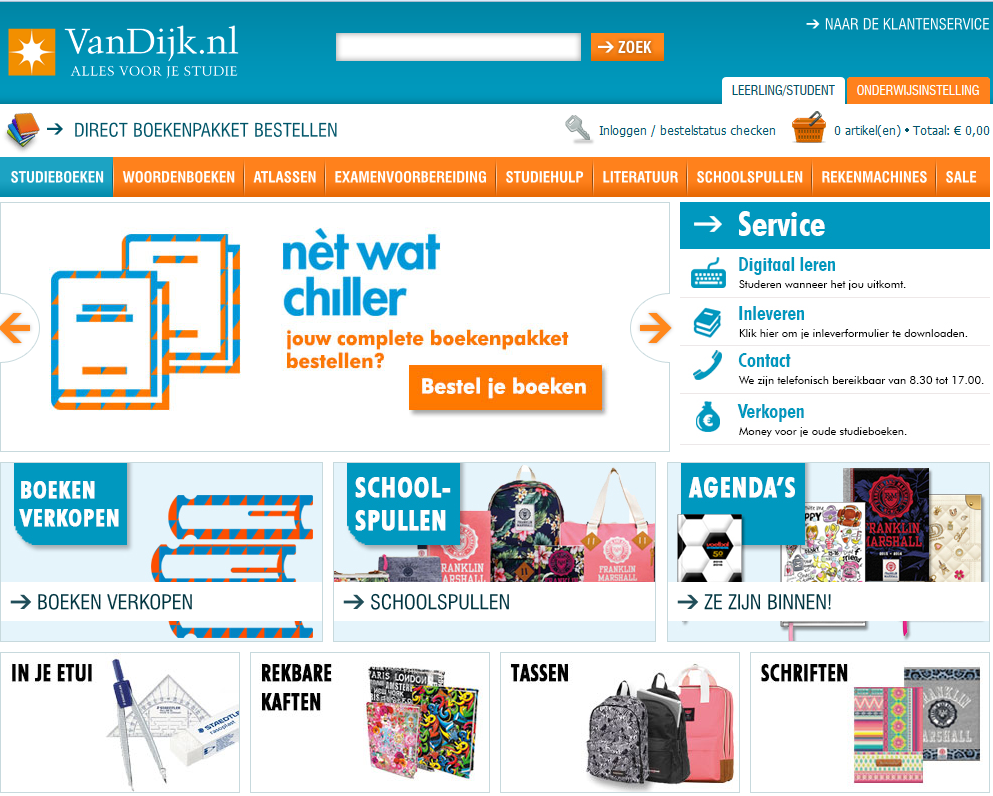 NAAR DE KLANTENSERVICE
VanDijk.nl
ALLES VOOR JE STUDIE
ZOEK
LEERLING/STUDENT
ONDERWIJSINSTELLING
DIRECT BOEKENPAKKET BESTELLEN
Inloggen / bestelstatus checken
0 artikel(en) • Totaal: € 0,00
STUDIEBOEKEN
WOORDENBOEKEN
ATLASSEN
EXAMENVOORBEREIDING
STUDIEHULP
LITERATUUR
SCHOOLSPULLEN
REKENMACHINES
SALE
nèt wat
chiller
jouw complete boekenpakket
bestellen?
Bestel je boeken
Service
Digitaal leren
Studeren wanneer het jou uitkomt.
Inleveren
Klik hier om je inleverformulier te downloaden.
Contact
We zijn telefonisch bereikbaar van 8.30 tot 17.00.
Verkopen
Money voor je oude studieboeken.
BOEKEN
VERKOPEN
BOEKEN VERKOPEN
SCHOOL-
SPULLEN
FRANKLIN
MARSHALL
SCHOOLSPULLEN
AGENDA'S
FRANKLIN
MARSHALL
ZE ZIJN BINNEN!
IN JE ETUI
STAEDTLER
rasoplast
REKBARE
KAFTEN
PARIS LONDON
AMSTER
NEW YORK
TASSEN
SCHRIFTEN
FRANKLIN
MARSHALL